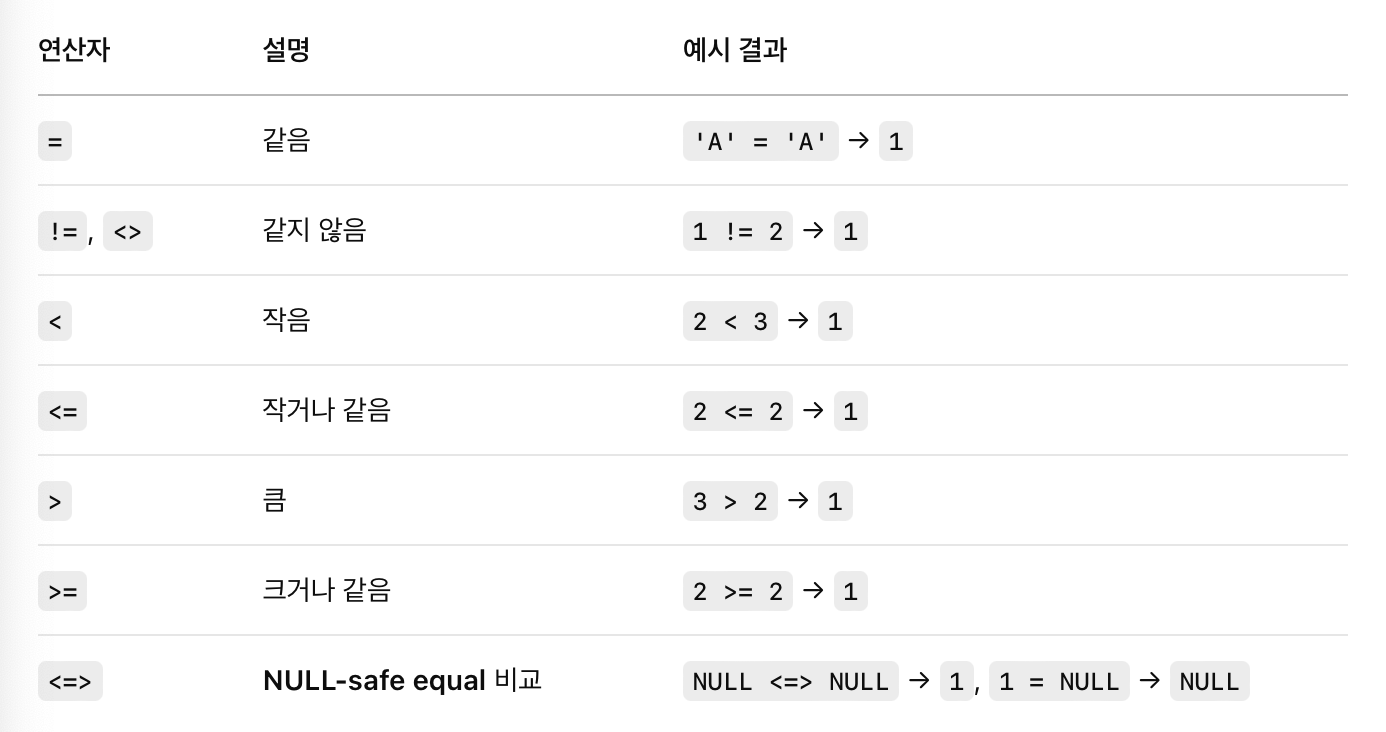 연산자 설명 예시 결과
= 같음 'A' = 'A' → 1
!=, <> 같지 않음 1 != 2 → 1
< 작음 2 < 3 → 1
<= 작거나 같음 2 <= 2 → 1
> 큼 3 > 2 → 1
>= 크거나 같음 2 >= 2 → 1
<=> NULL-safe equal 비교 NULL <=> NULL → 1, 1 = NULL → NULL